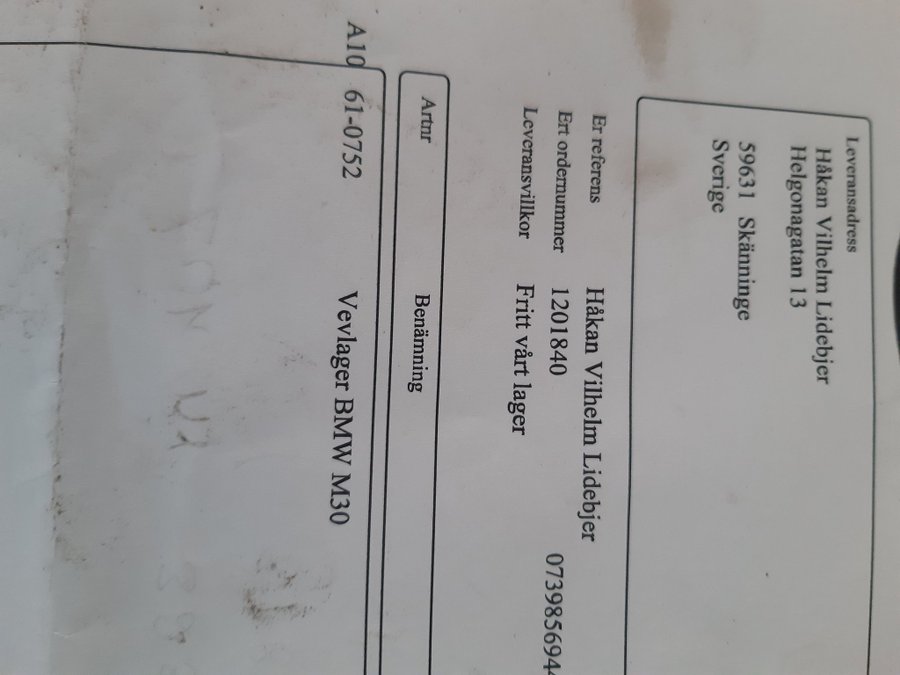 Leveransadress
Håkan Vilhelm Lidebjer
Helgonagatan 13
59631 Skänninge
Sverige
Er referens Håkan Vilhelm Lidebjer
Ert ordernummer 1201840 0739856944
Leveransvillkor Fritt vårt lager
Artnr Benämning
A10 61-0752 Vevlager BMW M30